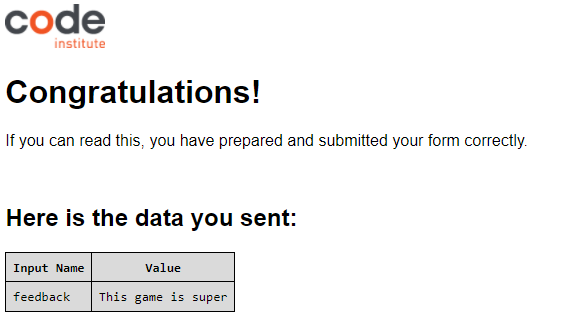 code
institute
Congratulations!
If you can read this, you have prepared and submitted your form correctly.
Here is the data you sent:
Input Name Value
feedback This game is super